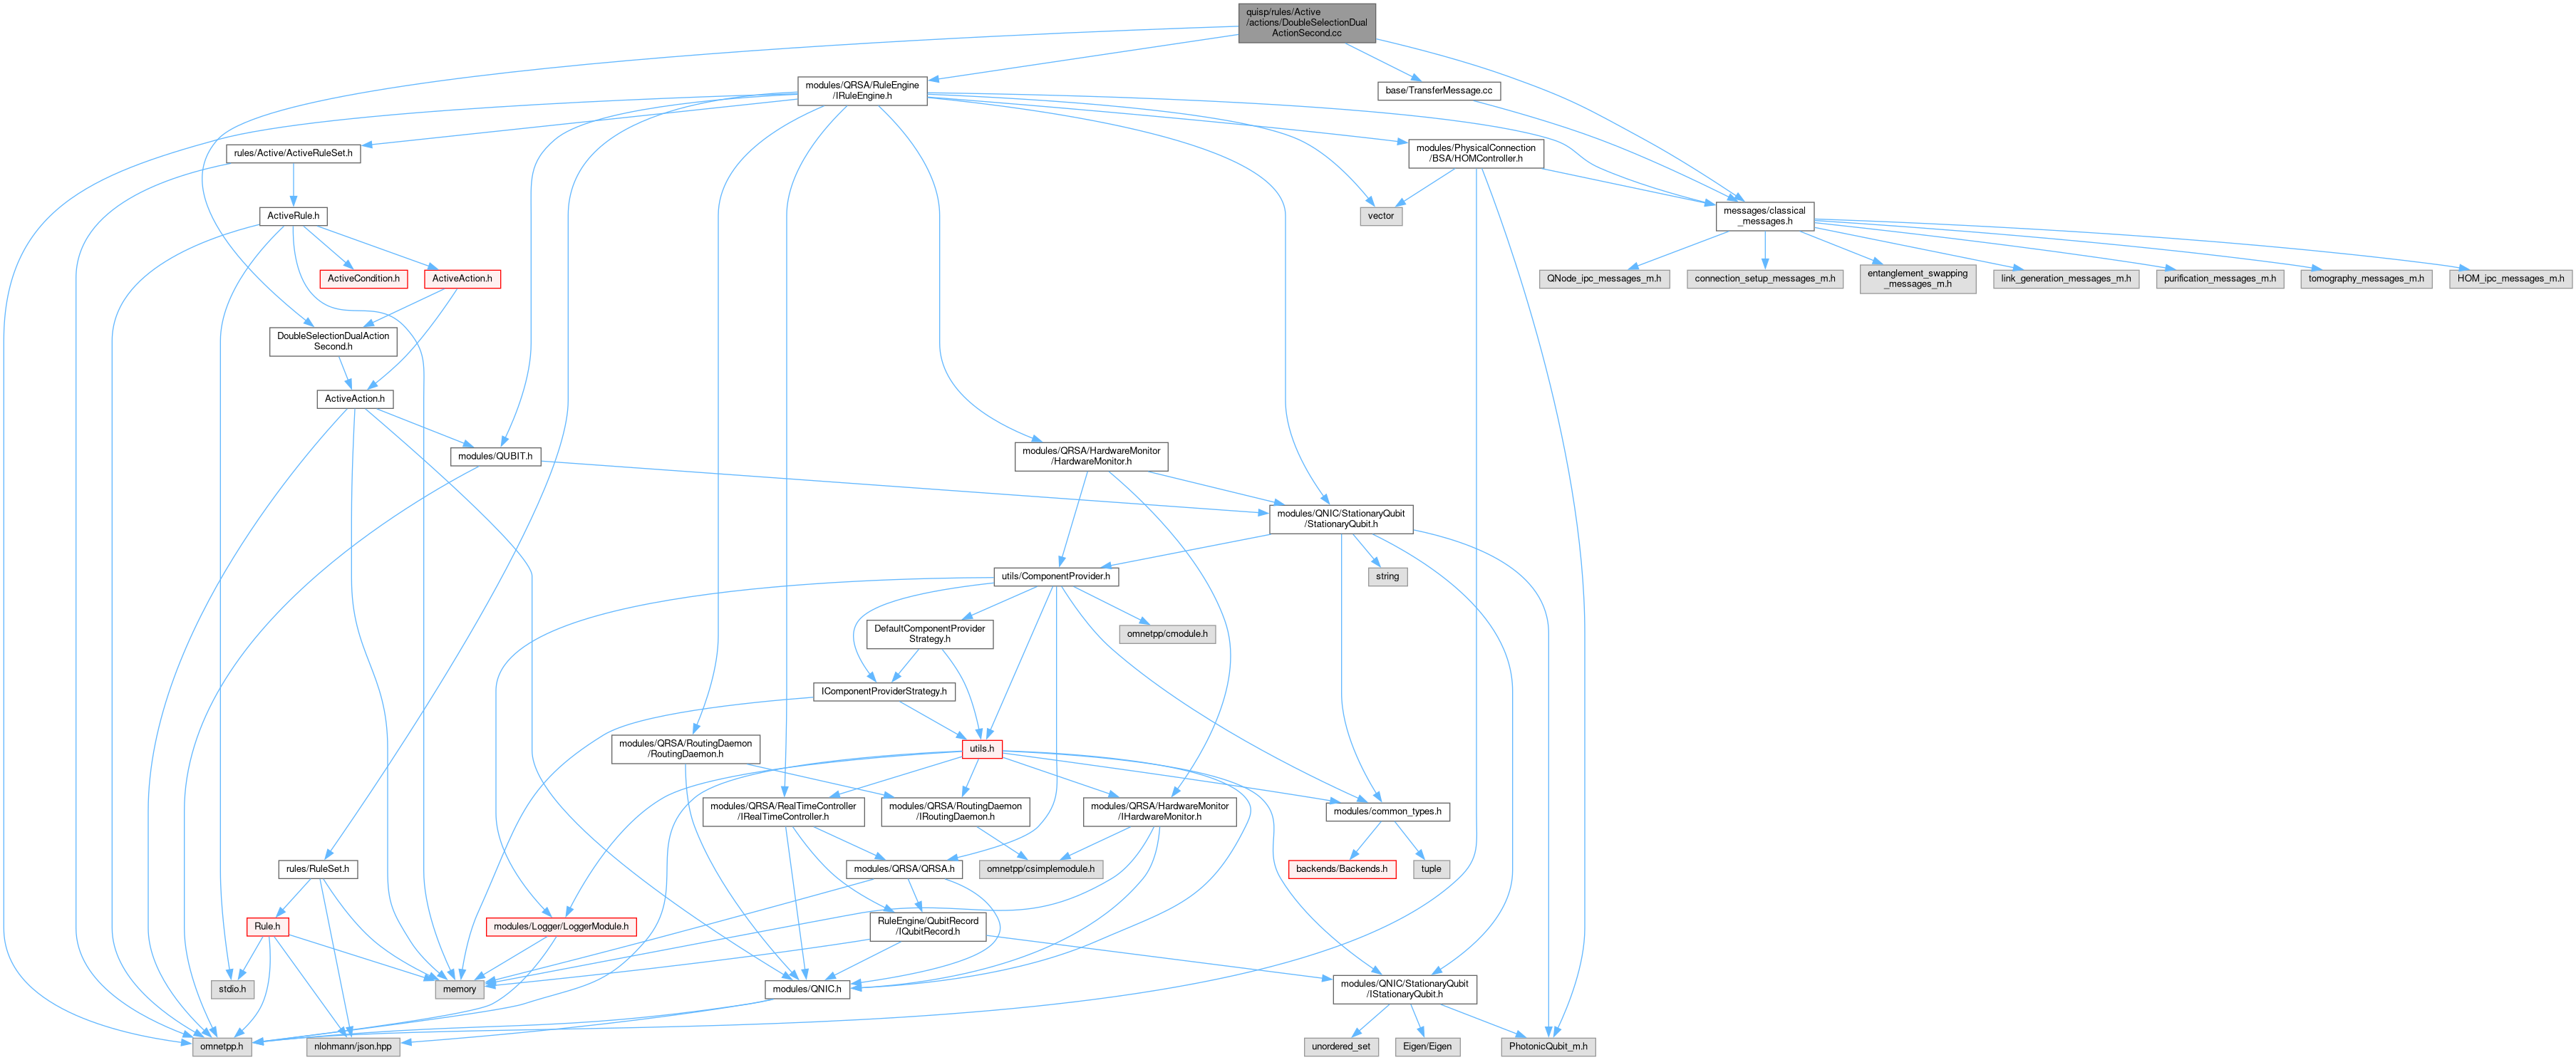 quisp/rules/Active
/actions/DoubleSelectionDual
ActionSecond.cc
modules/QRSA/RuleEngine
/IRuleEngine.h
base/TransferMessage.cc
rules/Active/ActiveRuleSet.h
modules/PhysicalConnection
/BSA/HOMController.h
ActiveRule.h
vector
messages/classical
_messages.h
ActiveCondition.h
ActiveAction.h
QNode_ipc_messages_m.h
connection_setup_messages_m.h
entanglement_swapping
_messages_m.h
link_generation_messages_m.h
purification_messages_m.h
tomography_messages_m.h
HOM_ipc_messages_m.h
DoubleSelectionDualAction
Second.h
ActiveAction.h
modules/QUBIT.h
modules/QRSA/HardwareMonitor
/HardwareMonitor.h
modules/QNIC/StationaryQubit
/StationaryQubit.h
utils/ComponentProvider.h
string
DefaultComponentProvider
Strategy.h
omnetpp/cmodule.h
IComponentProviderStrategy.h
modules/QRSA/RoutingDaemon
/RoutingDaemon.h
utils.h
modules/QRSA/RealTimeController
/IRealTimeController.h
modules/QRSA/RoutingDaemon
/IRoutingDaemon.h
modules/QRSA/HardwareMonitor
/IHardwareMonitor.h
modules/common_types.h
rules/RuleSet.h
modules/QRSA/QRSA.h
omnetpp/csimplemodule.h
backends/Backends.h
tuple
Rule.h
modules/Logger/LoggerModule.h
RuleEngine/QubitRecord
/IQubitRecord.h
stdio.h
memory
modules/QNIC.h
modules/QNIC/StationaryQubit
/IStationaryQubit.h
omnetpp.h
nlohmann/json.hpp
unordered_set
Eigen/Eigen
PhotonicQubit_m.h